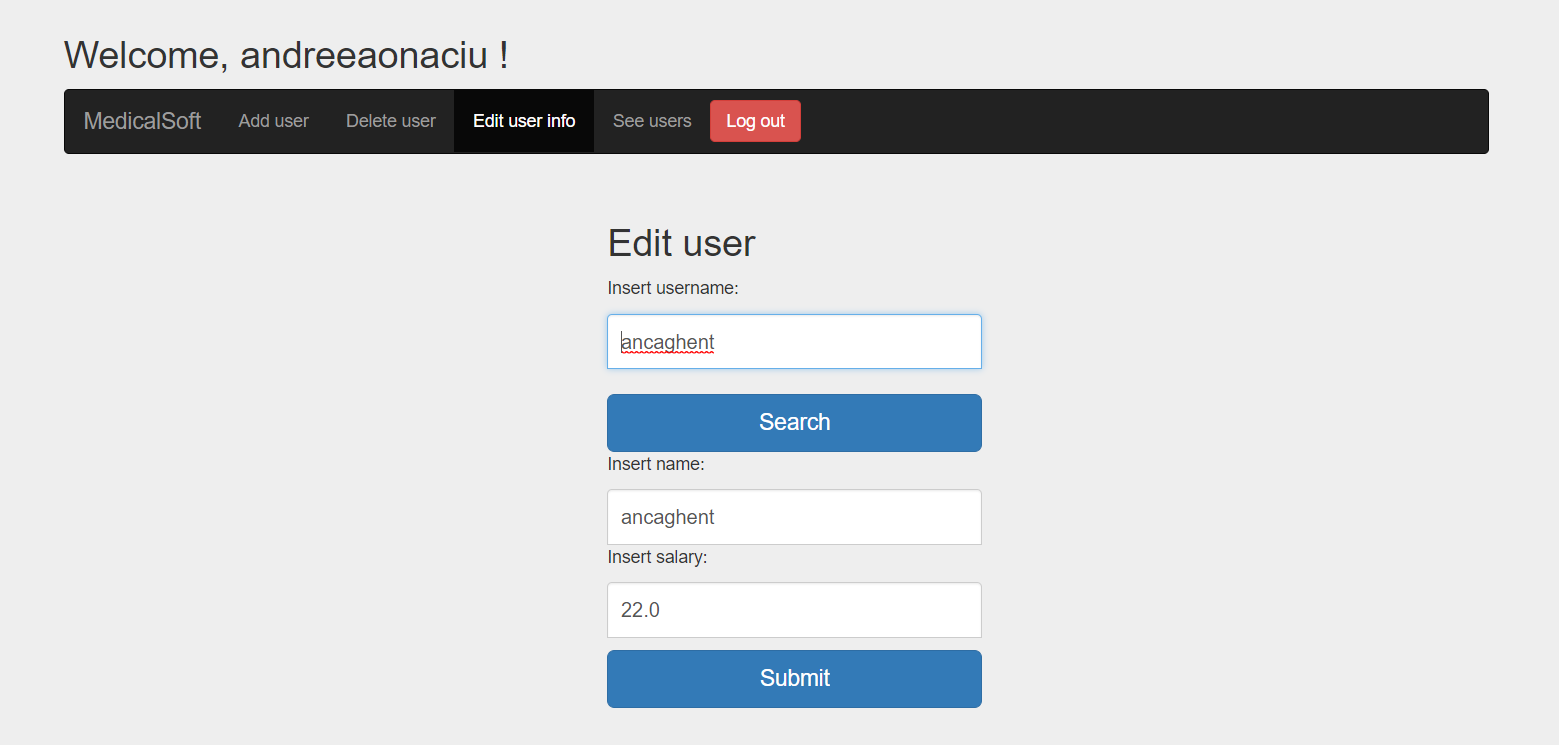 Welcome, andreeaonaciu !
MedicalSoft Add user Delete user Edit user info See users Log out
Edit user
Insert username:
ancaghent
Search
Insert name:
ancaghent
Insert salary:
22.0
Submit